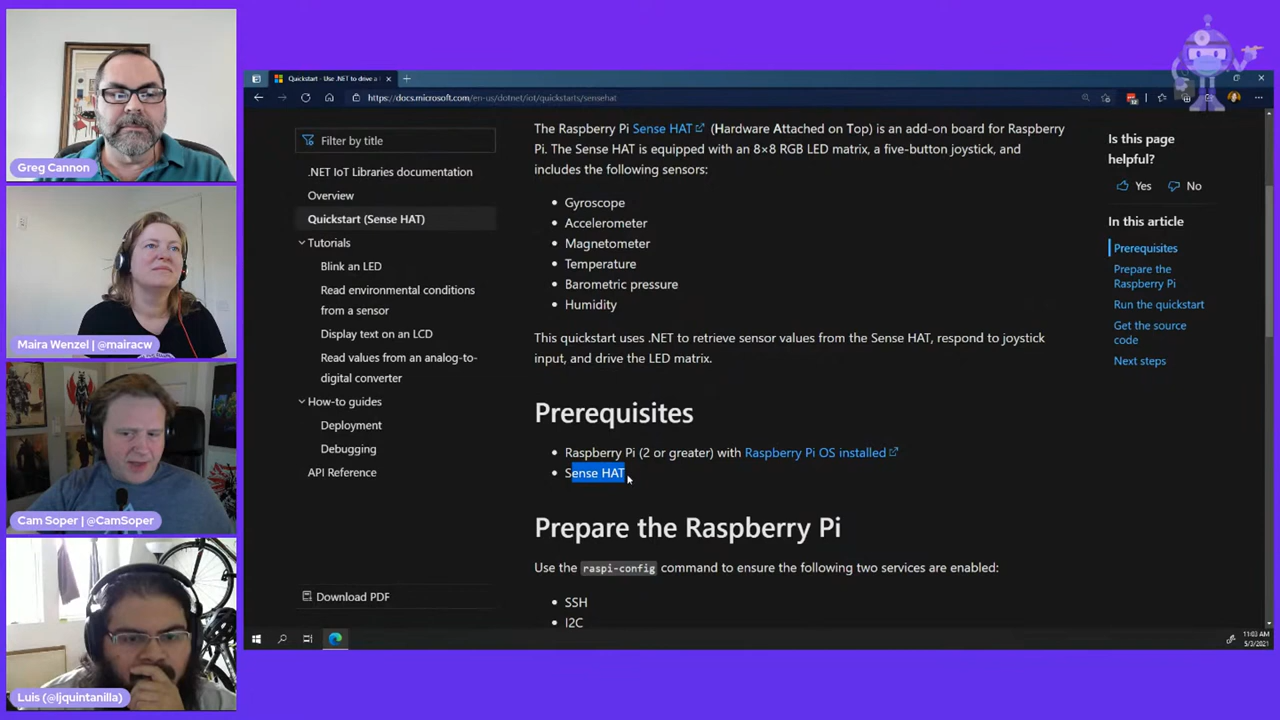 Greg Cannon
Maira Wenzel | @mairacw
Cam Soper | @CamSoper
Luis (@ljquintanilla)
Quickstart - Use .NET to drive a
https://docs.microsoft.com/en-us/dotnet/iot/quickstarts/sensehat
Filter by title
.NET IoT Libraries documentation
Overview
Quickstart (Sense HAT)
Tutorials
Blink an LED
Read environmental conditions
from a sensor
Display text on an LCD
Read values from an analog-to-
digital converter
How-to guides
Deployment
Debugging
API Reference
Download PDF
The Raspberry Pi Sense HAT (Hardware Attached on Top) is an add-on board for Raspberry
Pi. The Sense HAT is equipped with an 8×8 RGB LED matrix, a five-button joystick, and
includes the following sensors:
Gyroscope
Accelerometer
Magnetometer
Temperature
Barometric pressure
Humidity
This quickstart uses .NET to retrieve sensor values from the Sense HAT, respond to joystick
input, and drive the LED matrix.
Prerequisites
Raspberry Pi (2 or greater) with Raspberry Pi OS installed
Sense HAT
Prepare the Raspberry Pi
Use the raspi-config command to ensure the following two services are enabled:
SSH
I2C
Is this page
helpful?
Yes No
In this article
Prerequisites
Prepare the
Raspberry Pi
Run the quickstart
Get the source
code
Next steps
11:03 AM
5/3/2021